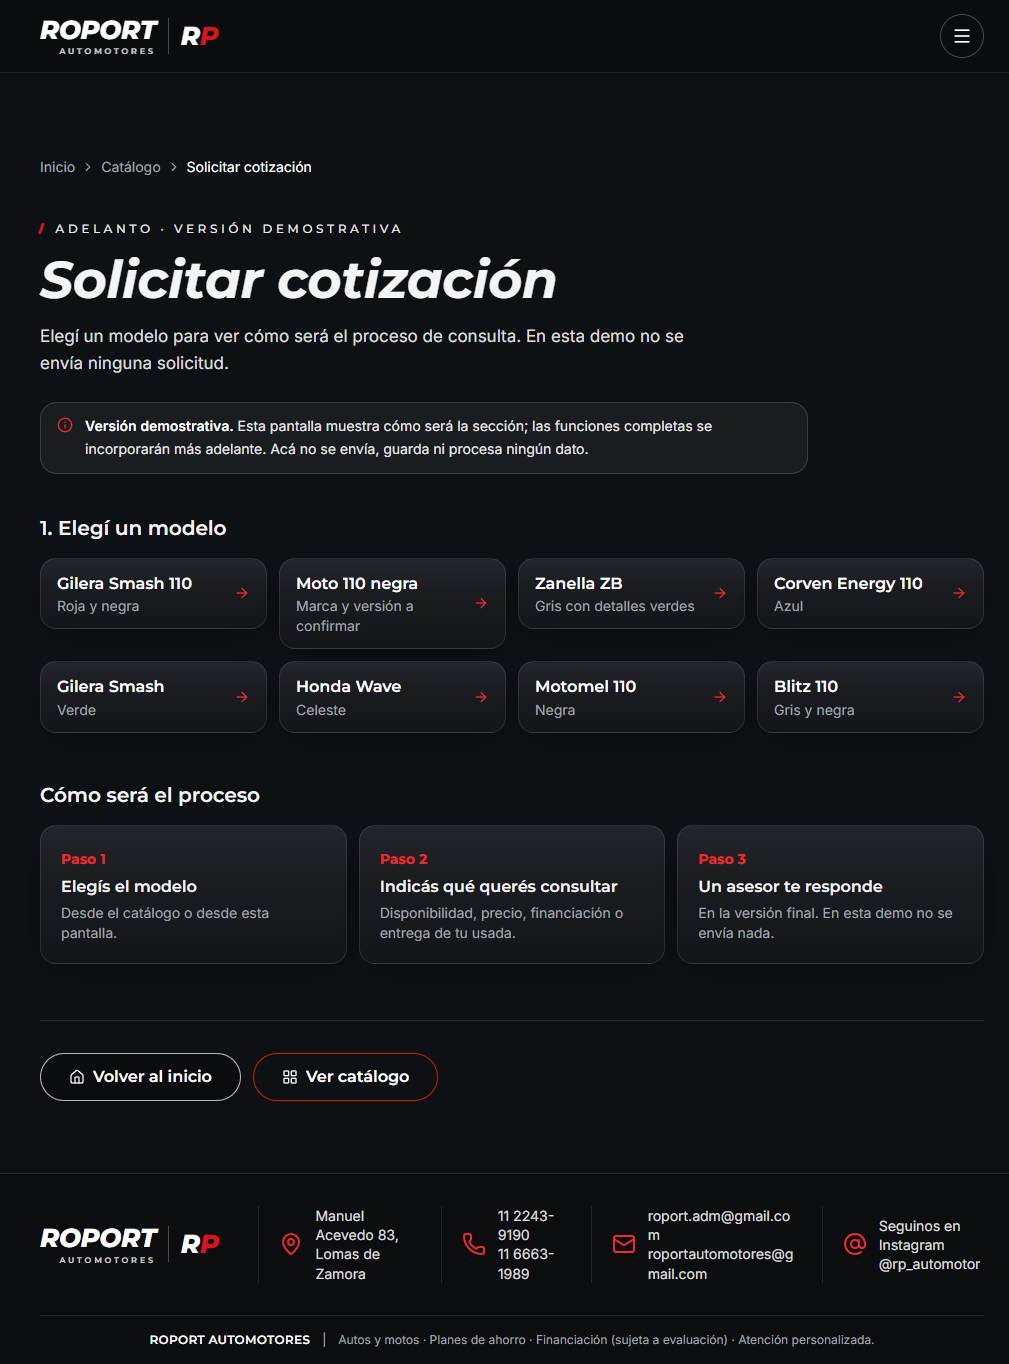 ROPORT
AUTOMOTORES
RP
Inicio > Catálogo > Solicitar cotización
/ ADELANTO · VERSIÓN DEMOSTRATIVA
Solicitar cotización
Elegí un modelo para ver cómo será el proceso de consulta. En esta demo no se
envía ninguna solicitud.
Versión demostrativa. Esta pantalla muestra cómo será la sección; las funciones completas se
incorporarán más adelante. Acá no se envía, guarda ni procesa ningún dato.
1. Elegí un modelo
Gilera Smash 110
Roja y negra
Moto 110 negra
Marca y versión a
confirmar
Zanella ZB
Gris con detalles verdes
Corven Energy 110
Azul
Gilera Smash
Verde
Honda Wave
Celeste
Motomel 110
Negra
Blitz 110
Gris y negra
Cómo será el proceso
Paso 1
Elegís el modelo
Desde el catálogo o desde esta
pantalla.
Paso 2
Indicás qué querés consultar
Disponibilidad, precio, financiación o
entrega de tu usada.
Paso 3
Un asesor te responde
En la versión final. En esta demo no se
envía nada.
Volver al inicio
Ver catálogo
ROPORT
AUTOMOTORES
RP
Manuel
Acevedo 83,
Lomas de
Zamora
11 2243-
9190
11 6663-
1989
roport.adm@gmail.co
m
roportautomotores@g
mail.com
Seguinos en
Instagram
@rp_automotor
ROPORT AUTOMOTORES | Autos y motos · Planes de ahorro · Financiación (sujeta a evaluación) · Atención personalizada.